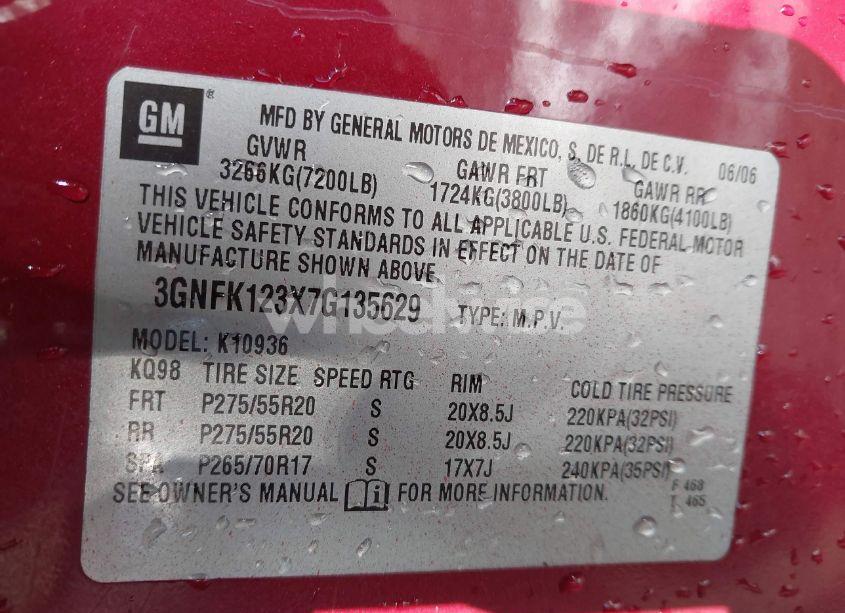 GM ®
MFD BY GENERAL MOTORS DE MEXICO, S. DE R.L. DE C.V. 06/06
GVWR GAWR FRT GAWR RR
3266KG(7200LB) 1724KG(3800LB) 1860KG(4100LB)
THIS VEHICLE CONFORMS TO ALL APPLICABLE U.S. FEDERAL MOTOR
VEHICLE SAFETY STANDARDS IN EFFECT ON THE DATE OF
MANUFACTURE SHOWN ABOVE.
3GNFK123X7G135629 TYPE: M.P.V.
MODEL: K10936
KQ98 TIRE SIZE SPEED RTG RIM COLD TIRE PRESSURE
FRT P275/55R20 S 20X8.5J 220KPA(32PSI)
RR P275/55R20 S 20X8.5J 220KPA(32PSI)
SPA P265/70R17 S 17X7J 240KPA(35PSI)
SEE OWNER'S MANUAL i FOR MORE INFORMATION.
F 468
T 465